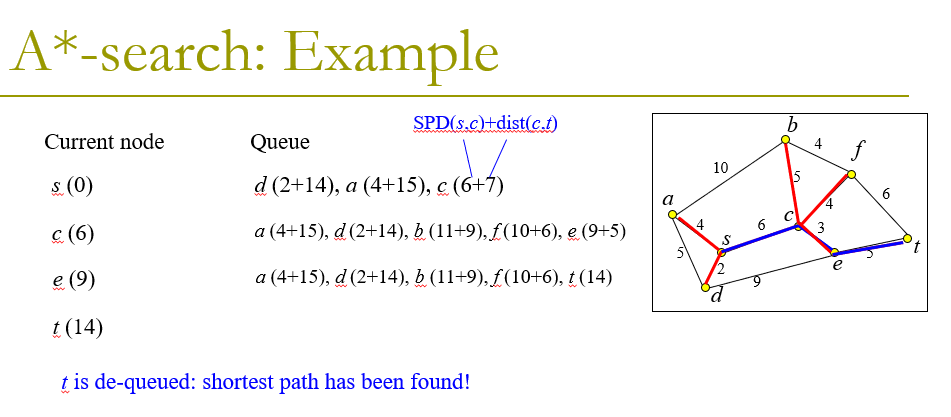 A*-search: Example
SPD(s,c)+dist(c,t)
Current node Queue
s (0) d (2+14), a (4+15), c (6+7)
c (6) a (4+15), d (2+14), b (11+9), f (10+6), e (9+5)
e (9) a (4+15), d (2+14), b (11+9), f (10+6), t (14)
t (14)
t is de-queued: shortest path has been found!
b
4
f
10
5
6
a
4
c
4
s
6
3
5
t
2
e
5
9
d